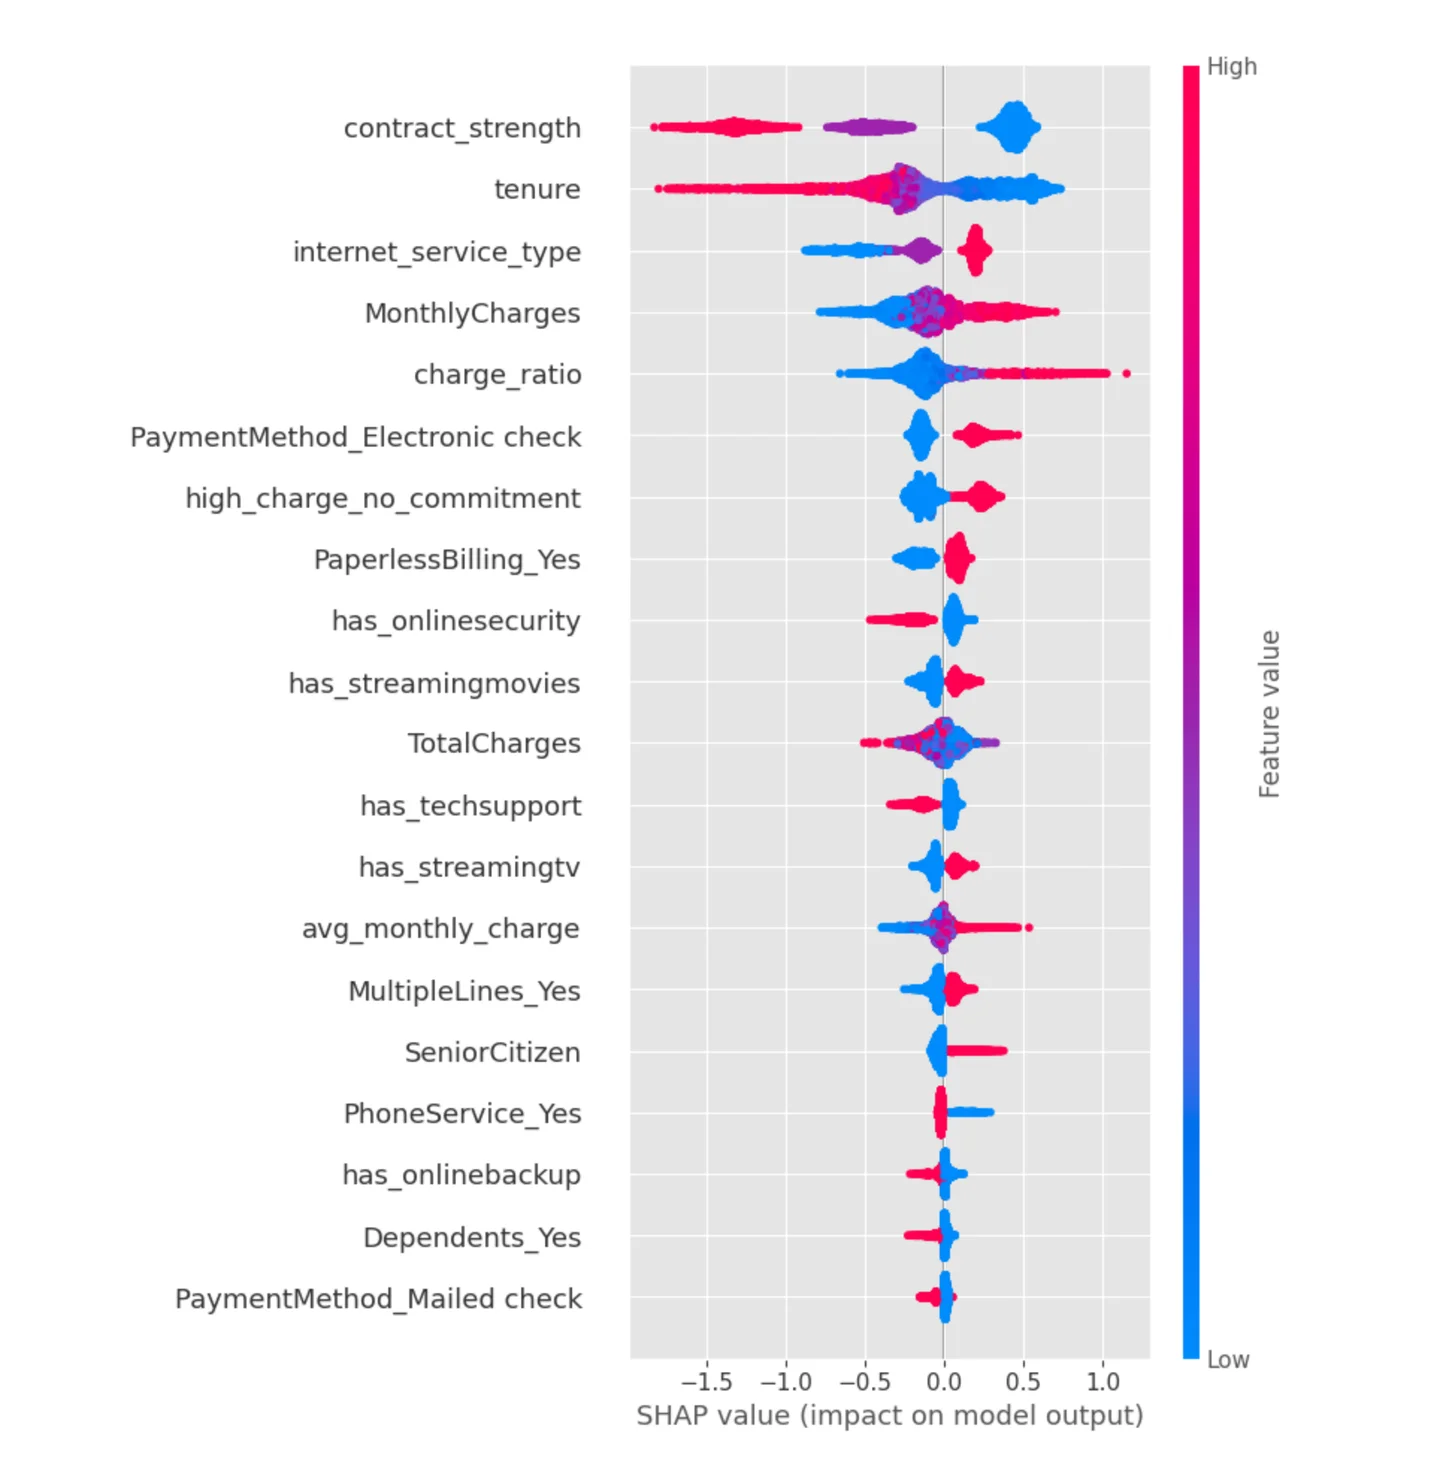 High
contract_strength
tenure
internet_service_type
MonthlyCharges
charge_ratio
PaymentMethod_Electronic check
high_charge_no_commitment
PaperlessBilling_Yes
has_onlinesecurity
has_streamingmovies
TotalCharges
has_techsupport
has_streamingtv
avg_monthly_charge
MultipleLines_Yes
SeniorCitizen
PhoneService_Yes
has_onlinebackup
Dependents_Yes
PaymentMethod_Mailed check
Feature value
Low
−1.5 −1.0 −0.5 0.0 0.5 1.0
SHAP value (impact on model output)